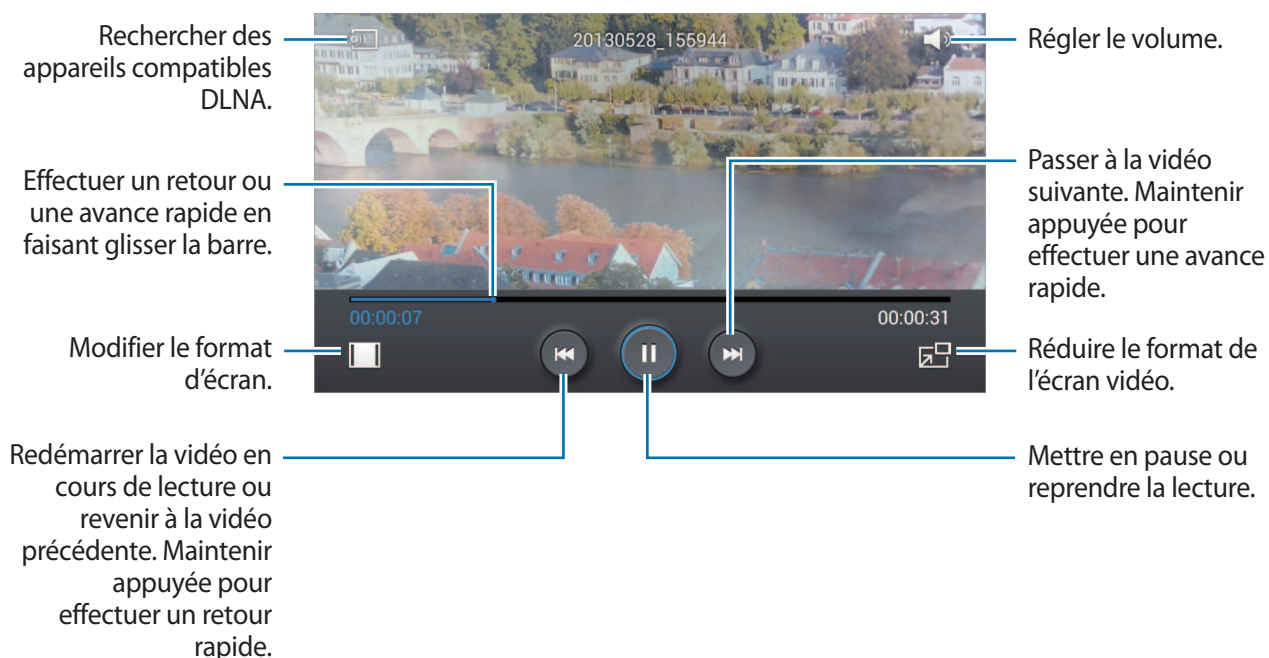 Rechercher des
appareils compatibles
DLNA.
20130528_155944
Régler le volume.
Effectuer un retour ou
une avance rapide en
faisant glisser la barre.
Passer à la vidéo
suivante. Maintenir
appuyée pour
effectuer une avance
rapide.
00:00:07
00:00:31
Modifier le format
d'écran.
Réduire le format de
l'écran vidéo.
Redémarrer la vidéo en
cours de lecture ou
revenir à la vidéo
précédente. Maintenir
appuyée pour
effectuer un retour
rapide.
Mettre en pause ou
reprendre la lecture.